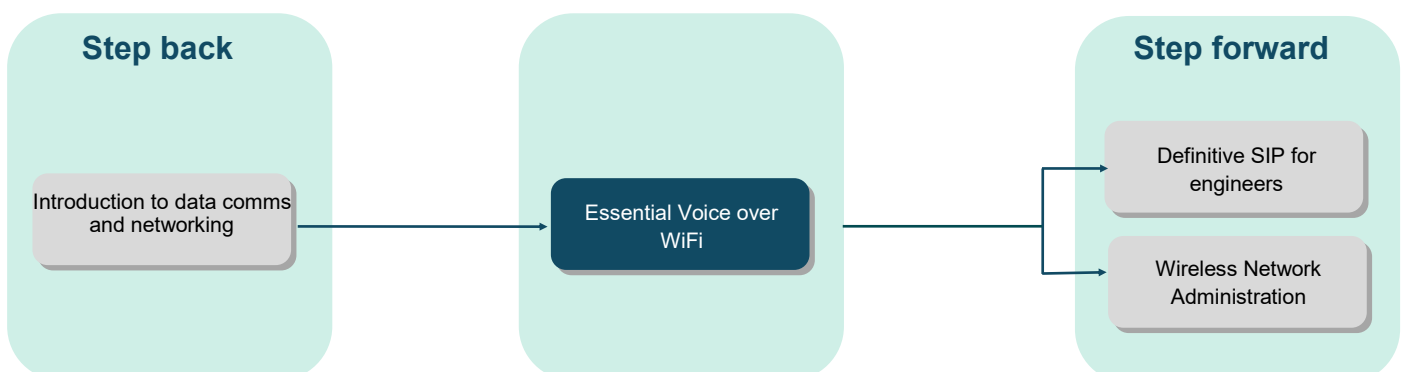 Step back
Step forward
Introduction to data comms
and networking
Essential Voice over
WiFi
Definitive SIP for
engineers
Wireless Network
Administration